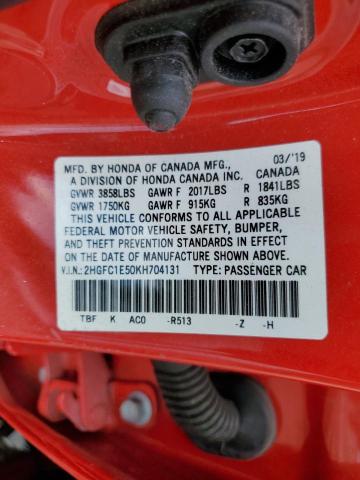 MFD. BY HONDA OF CANADA MFG., 03/'19
A DIVISION OF HONDA CANADA INC. CANADA
GVWR 3858LBS GAWR F 2017LBS R 1841LBS
GVWR 1750KG GAWR F 915KG R 835KG
THIS VEHICLE CONFORMS TO ALL APPLICABLE
FEDERAL MOTOR VEHICLE SAFETY, BUMPER,
AND THEFT PREVENTION STANDARDS IN EFFECT
ON THE DATE OF MANUFACTURE SHOWN ABOVE.
V.I.N.: 2HGFC1E50KH704131 TYPE: PASSENGER CAR
TBF K AC0 -R513 -Z -H